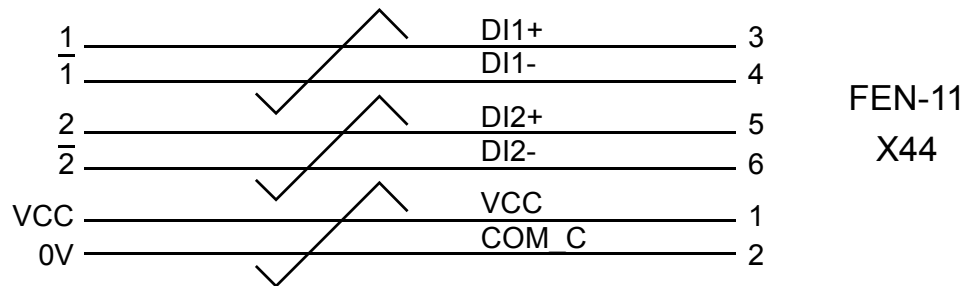 1 DI1+ 3
1̅ DI1- 4
FEN-11
2 DI2+ 5
X44
2̅ DI2- 6
VCC VCC 1
0V COM_C 2